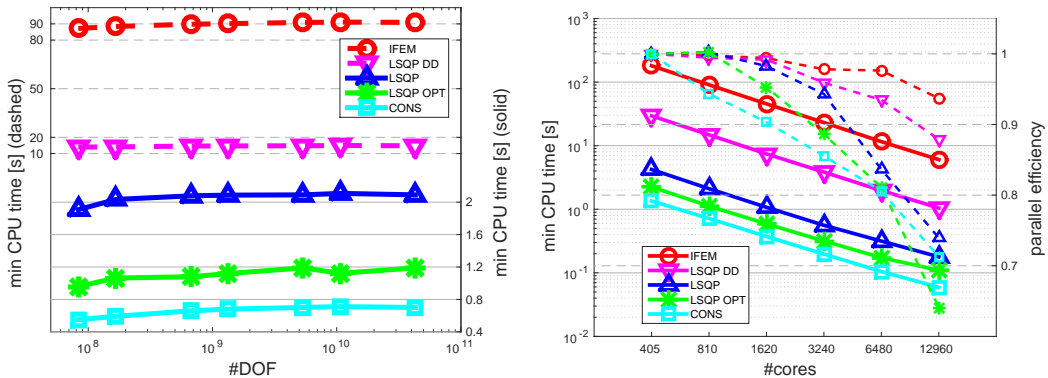 min CPU time [s] (dashed)
90
80
50
20
10
IFEM
LSQP DD
LSQP
LSQP OPT
CONS
2
1.6
1.2
0.8
0.4
min CPU time [s] (solid)
10^8
10^9
10^10
10^11
#DOF
min CPU time [s]
10^3
10^2
10^1
10^0
10^-1
10^-2
IFEM
LSQP DD
LSQP
LSQP OPT
CONS
1
0.9
0.8
0.7
parallel efficiency
405
810
1620
3240
6480
12960
#cores